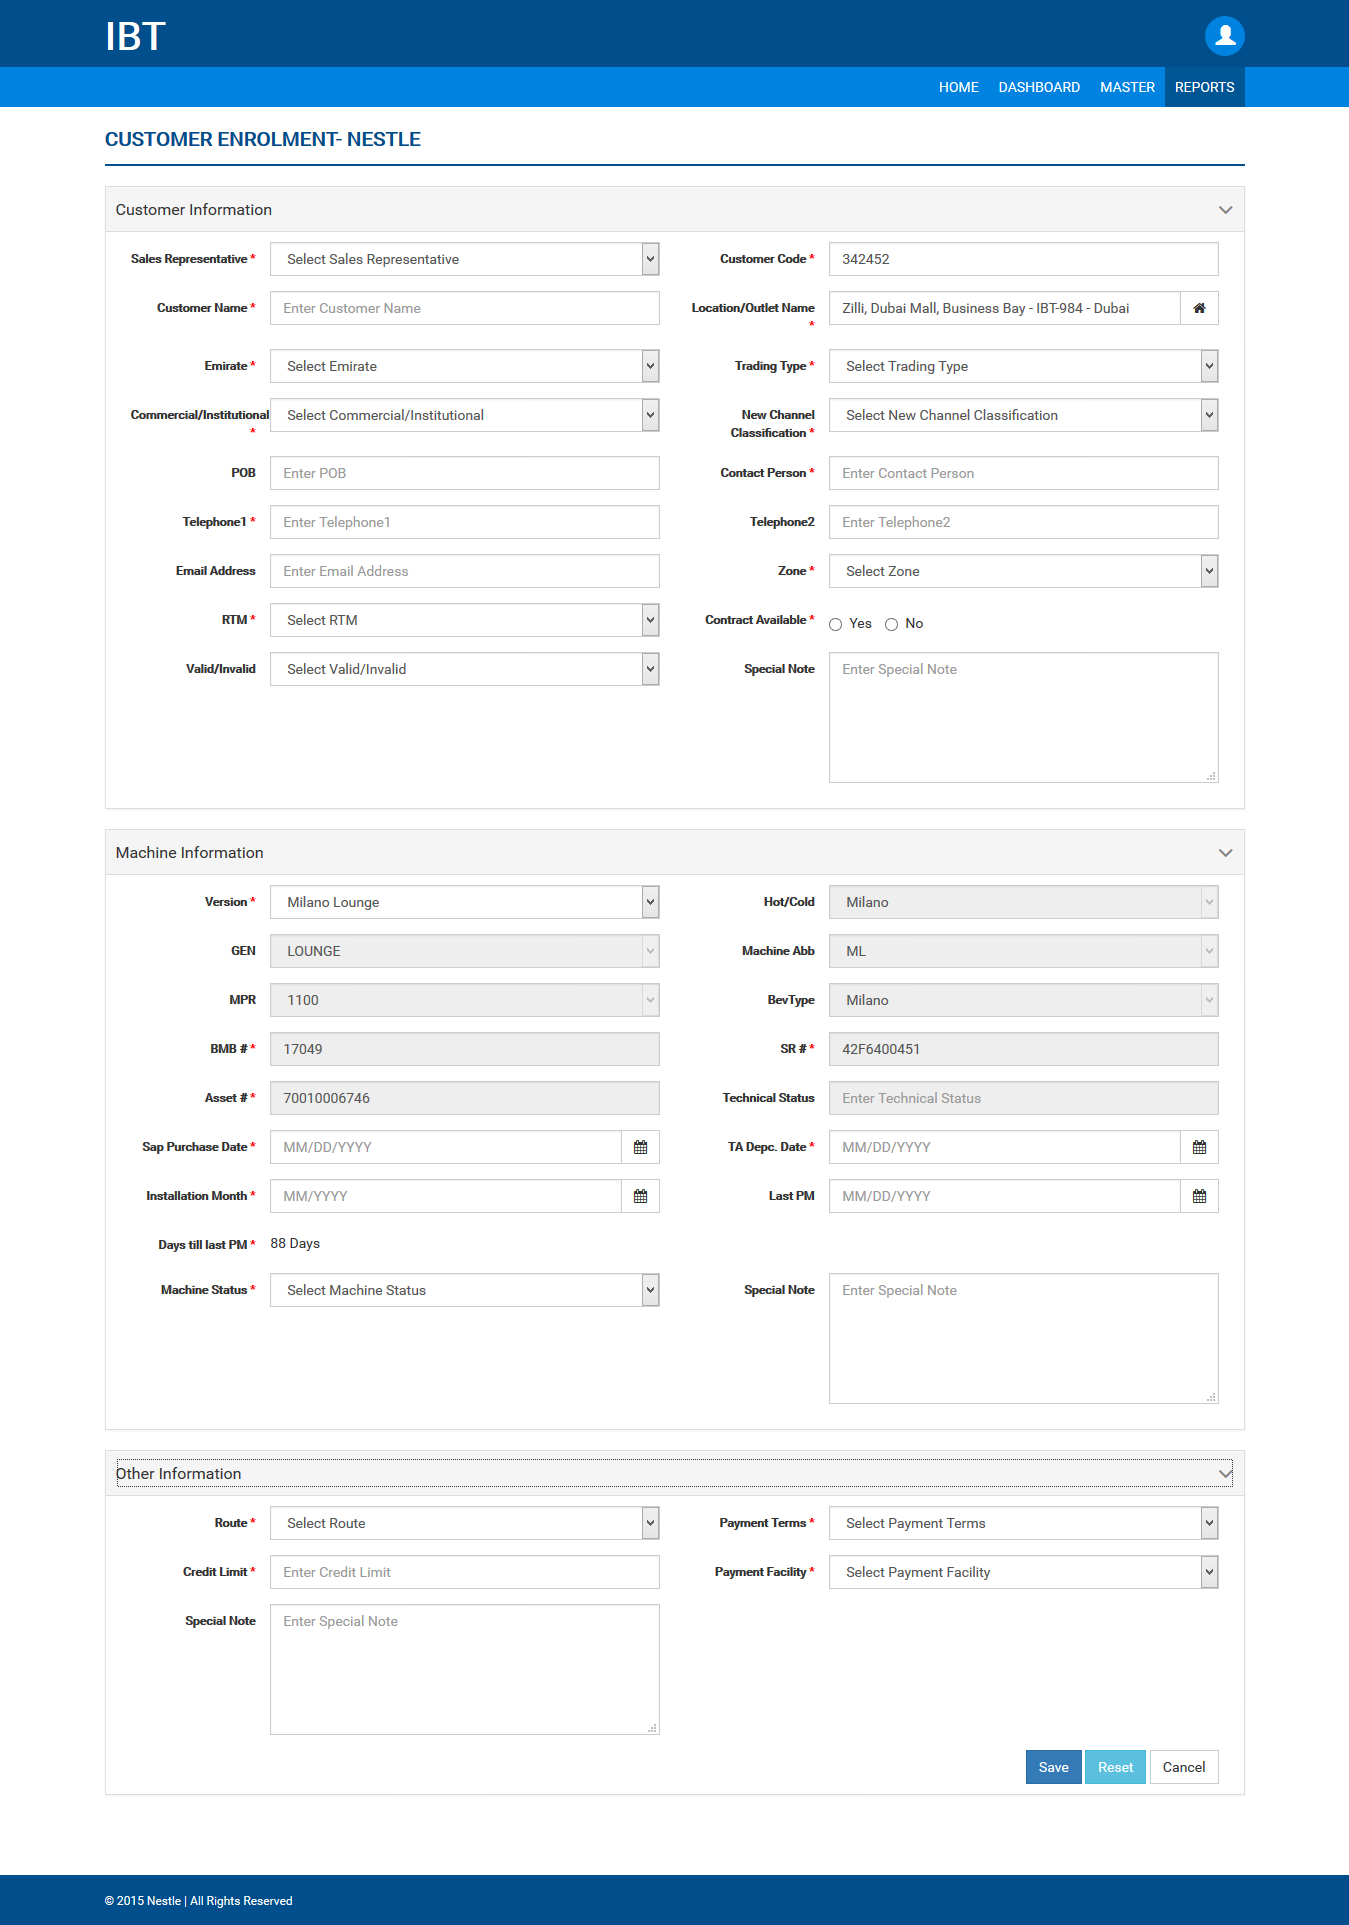 IBT
HOME DASHBOARD MASTER REPORTS
CUSTOMER ENROLMENT- NESTLE
Customer Information
Sales Representative * Select Sales Representative Customer Code * 342452
Customer Name * Enter Customer Name Location/Outlet Name * Zilli, Dubai Mall, Business Bay - IBT-984 - Dubai
Emirate * Select Emirate Trading Type * Select Trading Type
Commercial/Institutional * Select Commercial/Institutional New Channel Classification * Select New Channel Classification
POB Enter POB Contact Person * Enter Contact Person
Telephone1 * Enter Telephone1 Telephone2 Enter Telephone2
Email Address Enter Email Address Zone * Select Zone
RTM * Select RTM Contract Available * Yes No
Valid/Invalid Select Valid/Invalid Special Note Enter Special Note
Machine Information
Version * Milano Lounge Hot/Cold Milano
GEN LOUNGE Machine Abb ML
MPR 1100 BevType Milano
BMB # * 17049 SR # * 42F6400451
Asset # * 70010006746 Technical Status Enter Technical Status
Sap Purchase Date * MM/DD/YYYY TA Depc. Date * MM/DD/YYYY
Installation Month * MM/YYYY Last PM MM/DD/YYYY
Days till last PM * 88 Days
Machine Status * Select Machine Status Special Note Enter Special Note
Other Information
Route * Select Route Payment Terms * Select Payment Terms
Credit Limit * Enter Credit Limit Payment Facility * Select Payment Facility
Special Note Enter Special Note
Save Reset Cancel
© 2015 Nestle | All Rights Reserved